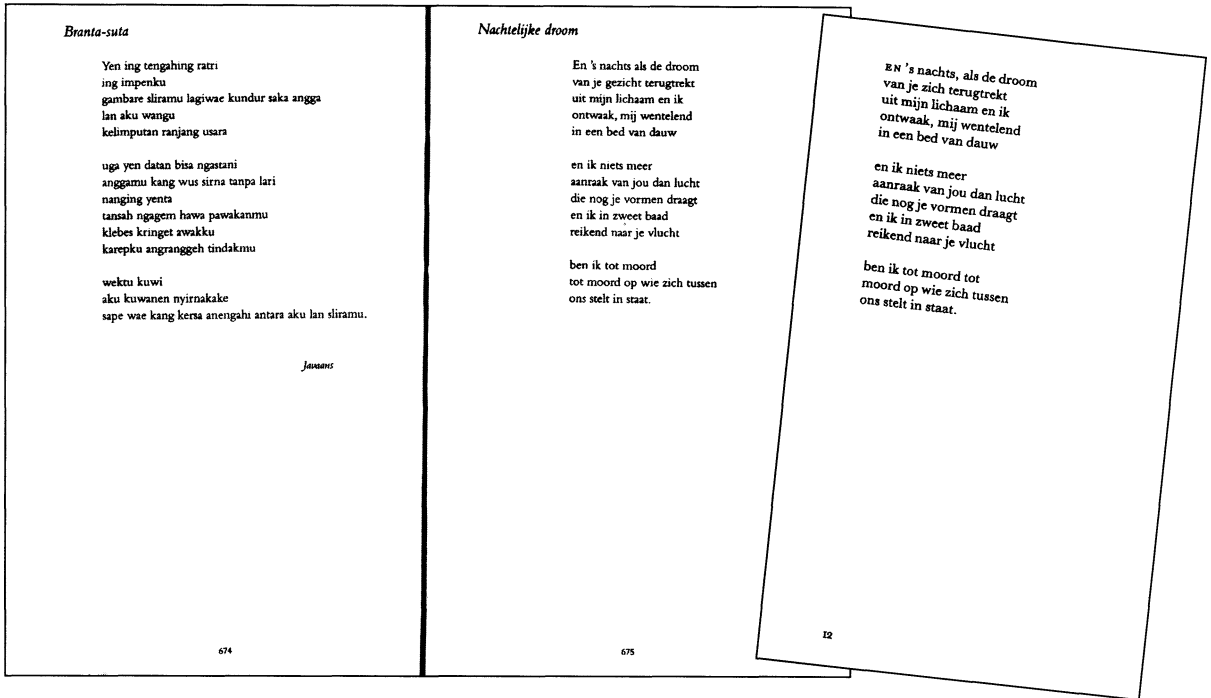 Branta-suta
Yen ing tengahing ratri
ing impenku
gambare sliramu lagiwae kundur saka angga
lan aku wangu
kelimputan ranjang usara
uga yen datan bisa ngastani
anggamu kang wus sirna tanpa lari
nanging yenta
tansah ngagem hawa pawakanmu
klebes kringet awakku
karepku angranggeh tindakmu
wektu kuwi
aku kuwanen nyirnakake
sape wae kang kersa anengahi antara aku lan sliramu.
Javaans
674
Nachtelijke droom
En 's nachts als de droom
van je gezicht terugtrekt
uit mijn lichaam en ik
ontwaak, mij wentelend
in een bed van dauw
en ik niets meer
aanraak van jou dan lucht
die nog je vormen draagt
en ik in zweet baad
reikend naar je vlucht
ben ik tot moord
tot moord op wie zich tussen
ons stelt in staat.
675
EN 's nachts, als de droom
van je zich terugtrekt
uit mijn lichaam en ik
ontwaak, mij wentelend
in een bed van dauw
en ik niets meer
aanraak van jou dan lucht
die nog je vormen draagt
en ik in zweet baad
reikend naar je vlucht
ben ik tot moord tot
moord op wie zich tussen
ons stelt in staat.
12